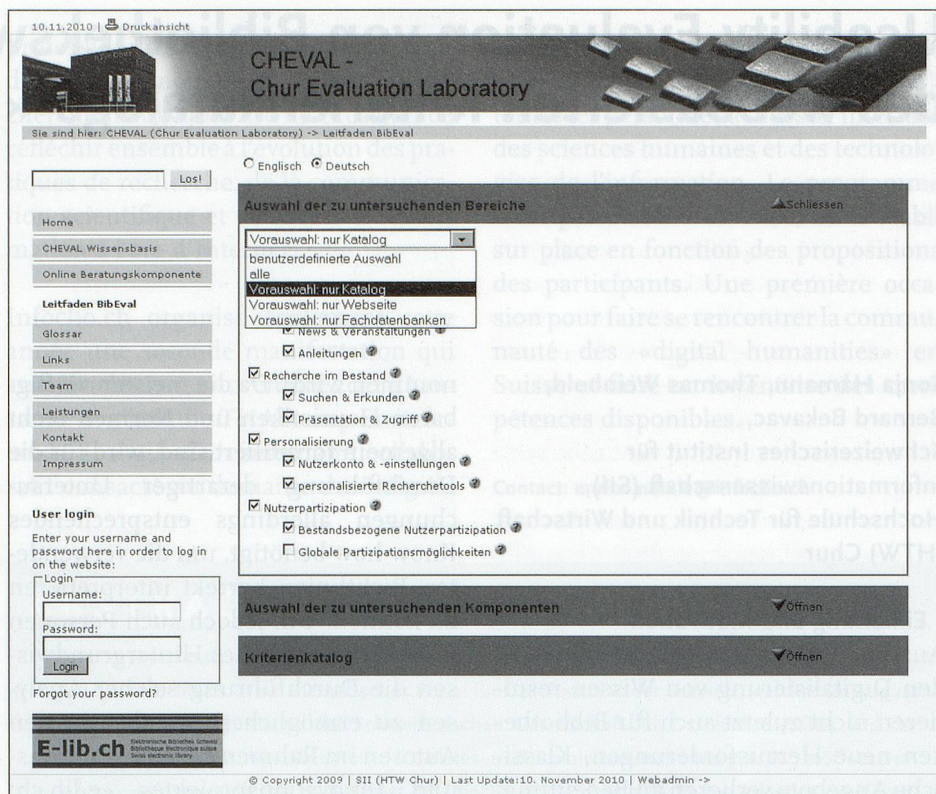 10.11.2010 | Druckansicht
CHEVAL -
Chur Evaluation Laboratory
Sie sind hier: CHEVAL (Chur Evaluation Laboratory) -> Leitfaden BibEval
Los!
Home
CHEVAL Wissensbasis
Online Beratungskomponente
Leitfaden BibEval
Glossar
Links
Team
Leistungen
Kontakt
Impressum
User login
Enter your username and
password here in order to log in
on the website:
Login
Username:
Password:
Login
Forgot your password?
E-lib.ch
Elektronische Bibliothek Schweiz
Bibliothèque électronique suisse
Swiss electronic library
English Deutsch
Auswahl der zu untersuchenden Bereiche Schliessen
Vorauswahl: nur Katalog
benutzerdefinierte Auswahl
alle
Vorauswahl: nur Katalog
Vorauswahl: nur Webseite
Vorauswahl: nur Fachdatenbanken
News & Veranstaltungen
Anleitungen
Recherche im Bestand
Suchen & Erkunden
Präsentation & Zugriff
Personalisierung
Nutzerkonto & -einstellungen
personalisierte Recherchetools
Nutzerpartizipation
Bestandsbezogene Nutzerpartizipation
Globale Partizipationsmöglichkeiten
Auswahl der zu untersuchenden Komponenten Öffnen
Kriterienkatalog Öffnen
© Copyright 2009 | SII (HTW Chur) | Last Update:10. November 2010 | Webadmin ->